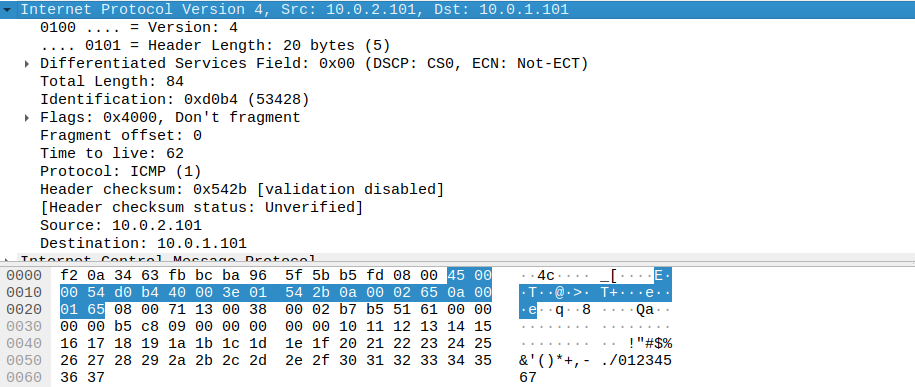 Internet Protocol Version 4, Src: 10.0.2.101, Dst: 10.0.1.101
0100 .... = Version: 4
.... 0101 = Header Length: 20 bytes (5)
Differentiated Services Field: 0x00 (DSCP: CS0, ECN: Not-ECT)
Total Length: 84
Identification: 0xd0b4 (53428)
Flags: 0x4000, Don't fragment
Fragment offset: 0
Time to live: 62
Protocol: ICMP (1)
Header checksum: 0x542b [validation disabled]
[Header checksum status: Unverified]
Source: 10.0.2.101
Destination: 10.0.1.101
Internet Control Message Protocol
0000 f2 0a 34 63 fb bc ba 96 5f 5b b5 fd 08 00 45 00 ··4c···· _[····E·
0010 00 54 d0 b4 40 00 3e 01 54 2b 0a 00 02 65 0a 00 ·T··@·>· T+···e··
0020 01 65 08 00 71 13 00 38 00 02 b7 b5 51 61 00 00 ·e··q··8 ····Qa··
0030 00 00 b5 c8 09 00 00 00 00 00 10 11 12 13 14 15 ········ ········
0040 16 17 18 19 1a 1b 1c 1d 1e 1f 20 21 22 23 24 25 ········ ·· !"#$%
0050 26 27 28 29 2a 2b 2c 2d 2e 2f 30 31 32 33 34 35 &'()*+,- ./012345
0060 36 37 67